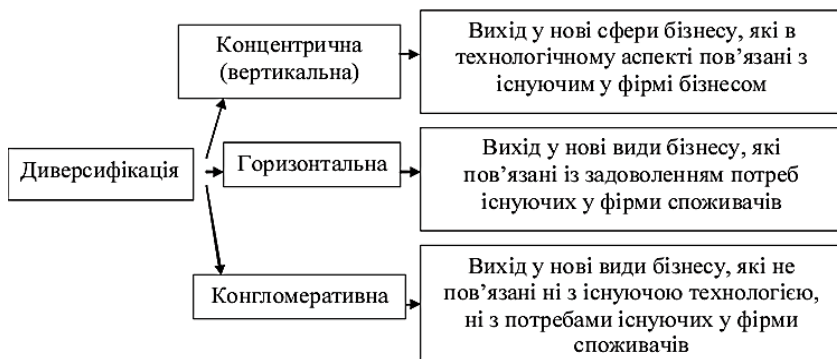 Диверсифікація
Концентрична
(вертикальна)
Вихід у нові сфери бізнесу, які в
технологічному аспекті пов’язані з
існуючим у фірмі бізнесом
Горизонтальна
Вихід у нові види бізнесу, які
пов’язані із задоволенням потреб
існуючих у фірми споживачів
Конгломеративна
Вихід у нові види бізнесу, які не
пов’язані ні з існуючою технологією,
ні з потребами існуючих у фірми
споживачів